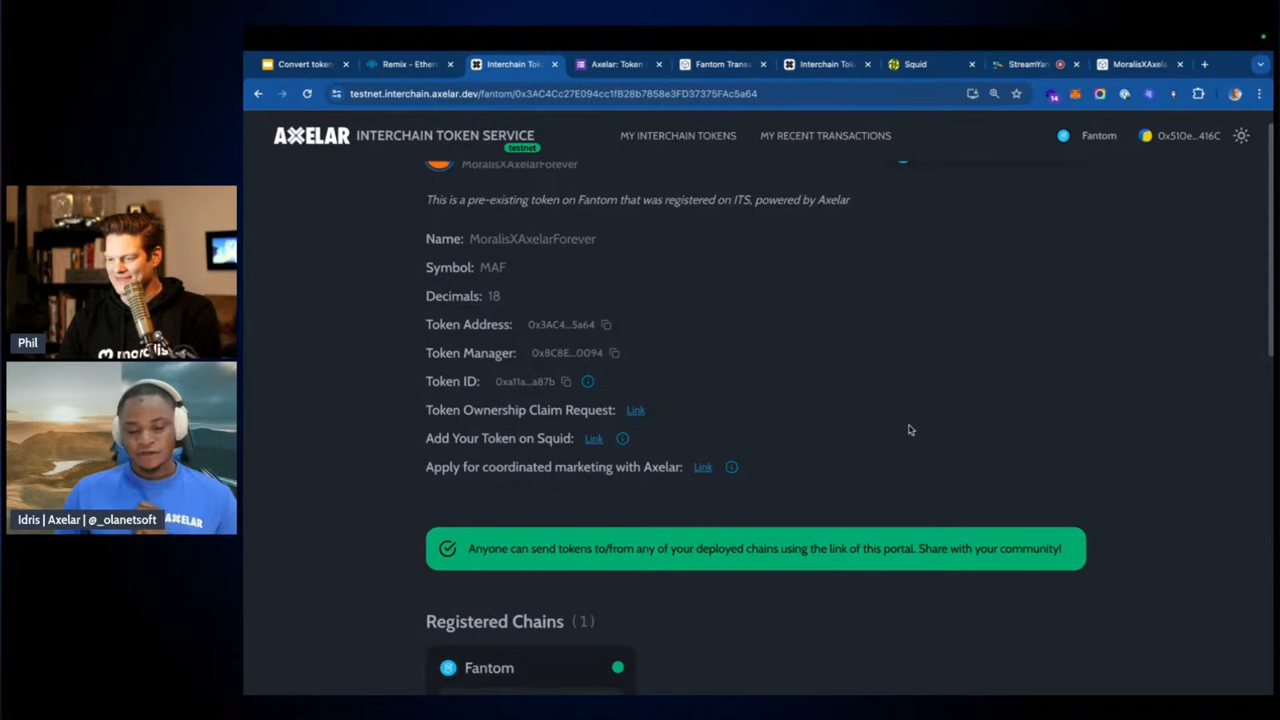 Convert token
Remix - Ether
Interchain Tok
Axelar: Token
Fantom Transa
Interchain Tok
Squid
StreamYar
MoralisXAxela
testnet.interchain.axelar.dev/fantom/0x3AC4Cc27E094cc1fB28b7858e3FD37375FAc5a64
14
AXELAR INTERCHAIN TOKEN SERVICE
testnet
MY INTERCHAIN TOKENS
MY RECENT TRANSACTIONS
Fantom
0x510e...416C
MoralisXAxelarForever
This is a pre-existing token on Fantom that was registered on ITS, powered by Axelar
Name: MoralisXAxelarForever
Symbol: MAF
Decimals: 18
Token Address: 0x3AC4...5a64
Token Manager: 0x8C8E...0094
Token ID: 0xa11a...a87b
Token Ownership Claim Request: Link
Add Your Token on Squid: Link
Apply for coordinated marketing with Axelar: Link
Anyone can send tokens to/from any of your deployed chains using the link of this portal. Share with your community!
Registered Chains (1)
Fantom
Phil
moralis
AXELAR
Idris | Axelar | @_olanetsoft